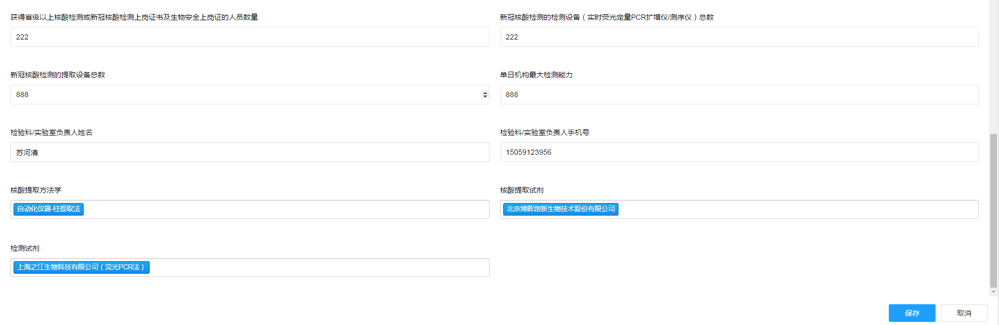 获得省级以上核酸检测或新冠核酸检测上岗证书及生物安全上岗证的人员数量
新冠核酸检测的检测设备（实时荧光定量PCR扩增仪/测序仪）总数
222
222
新冠核酸检测的提取设备总数
单日机构最大检测能力
888
888
检验科/实验室负责人姓名
检验科/实验室负责人手机号
苏河清
15059123956
核酸提取方法学
核酸提取试剂
自动化仪器-柱提取法
北京博晖创新生物技术股份有限公司
检测试剂
上海之江生物科技有限公司（荧光PCR法）
保存
取消